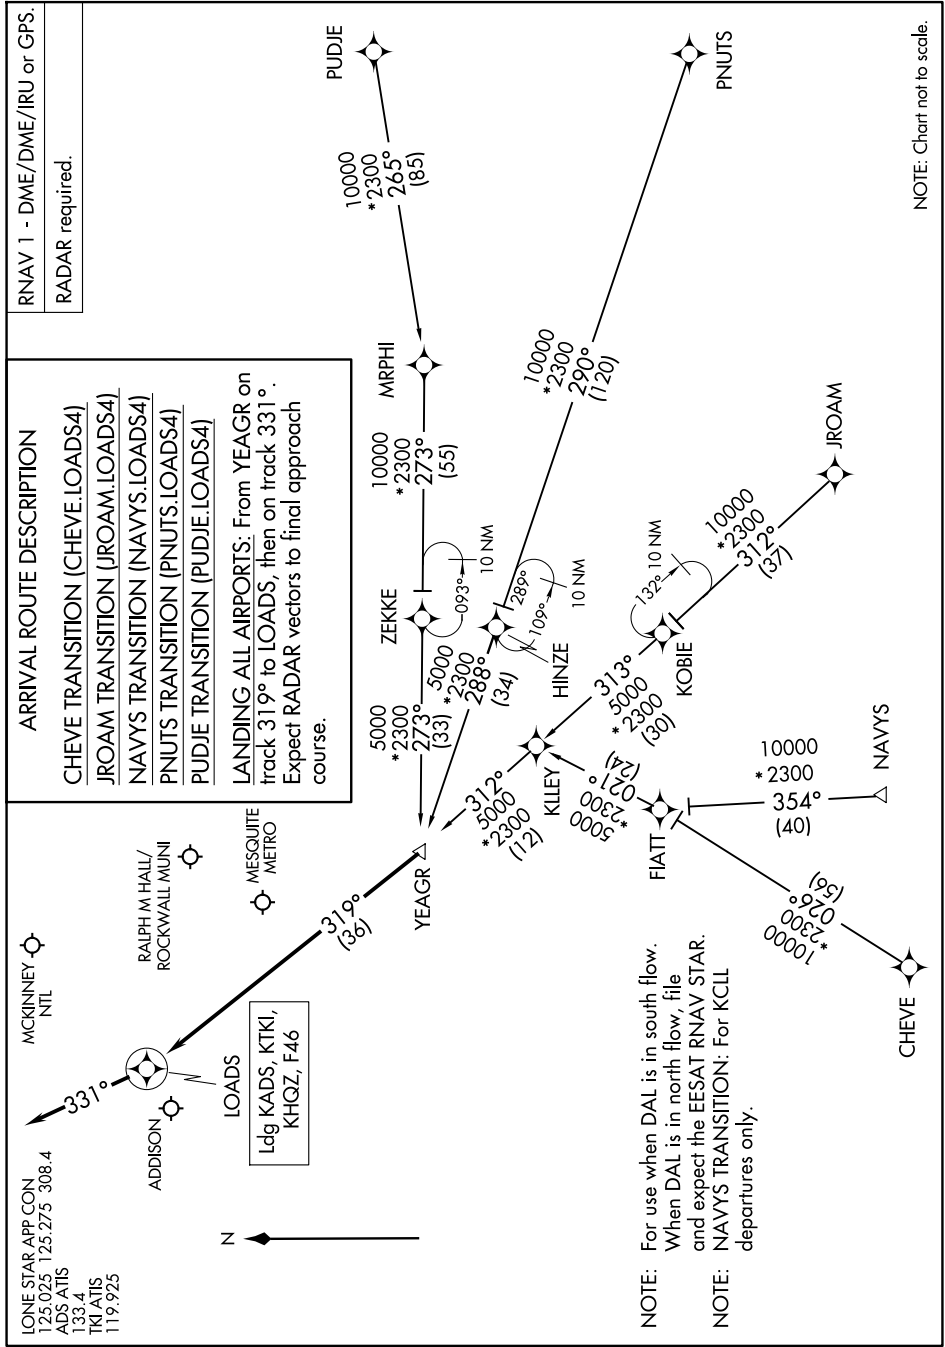 LONE STAR APP CON
125.025 125.275 308.4
ADS ATIS
133.4
TKI ATIS
119.925
RNAV 1 - DME/DME/IRU or GPS.
RADAR required.
ARRIVAL ROUTE DESCRIPTION
CHEVE TRANSITION (CHEVE.LOADS4)
JROAM TRANSITION (JROAM.LOADS4)
NAVYS TRANSITION (NAVYS.LOADS4)
PNUTS TRANSITION (PNUTS.LOADS4)
PUDJE TRANSITION (PUDJE.LOADS4)
LANDING ALL AIRPORTS: From YEAGR on
track 319° to LOADS, then on track 331°.
Expect RADAR vectors to final approach
course.
MCKINNEY
NTL
RALPH M HALL/
ROCKWALL MUNI
MESQUITE
METRO
331°
ADDISON
LOADS
Ldg KADS, KTKI,
KHQZ, F46
N
319°
(36)
YEAGR
5000
*2300
273°
(33)
ZEKKE
093°
10 NM
10000
*2300
273°
(55)
MRPHI
10000
*2300
265°
(85)
PUDJE
5000
*2300
288°
(34)
HINZE
289°
109°
10 NM
10000
*2300
290°
(120)
PNUTS
312°
5000
*2300
(12)
KLLEY
313°
5000
*2300
(30)
KOBIE
132°
10 NM
10000
*2300
312°
(37)
JROAM
5000
*2300
021°
(24)
FIATT
10000
*2300
354°
(40)
NAVYS
10000
*2300
026°
(56)
CHEVE
NOTE: For use when DAL is in south flow.
When DAL is in north flow, file
and expect the EESAT RNAV STAR.
NOTE: NAVYS TRANSITION: For KCLL
departures only.
NOTE: Chart not to scale.